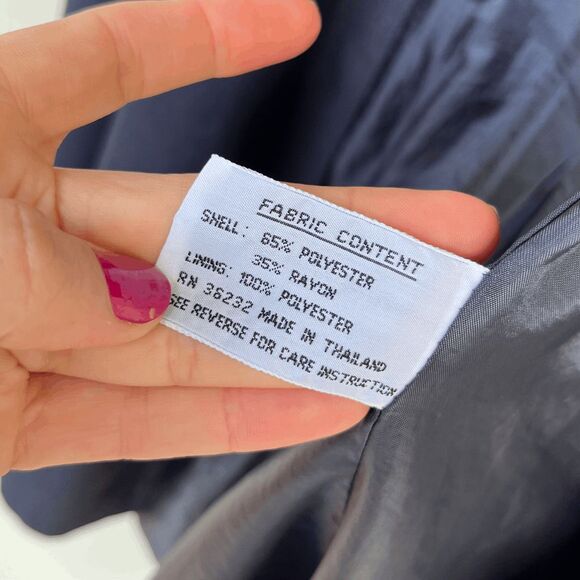 FABRIC CONTENT
SHELL: 65% POLYESTER
35% RAYON
LINING: 100% POLYESTER
RN 36232 MADE IN THAILAND
SEE REVERSE FOR CARE INSTRUCTION